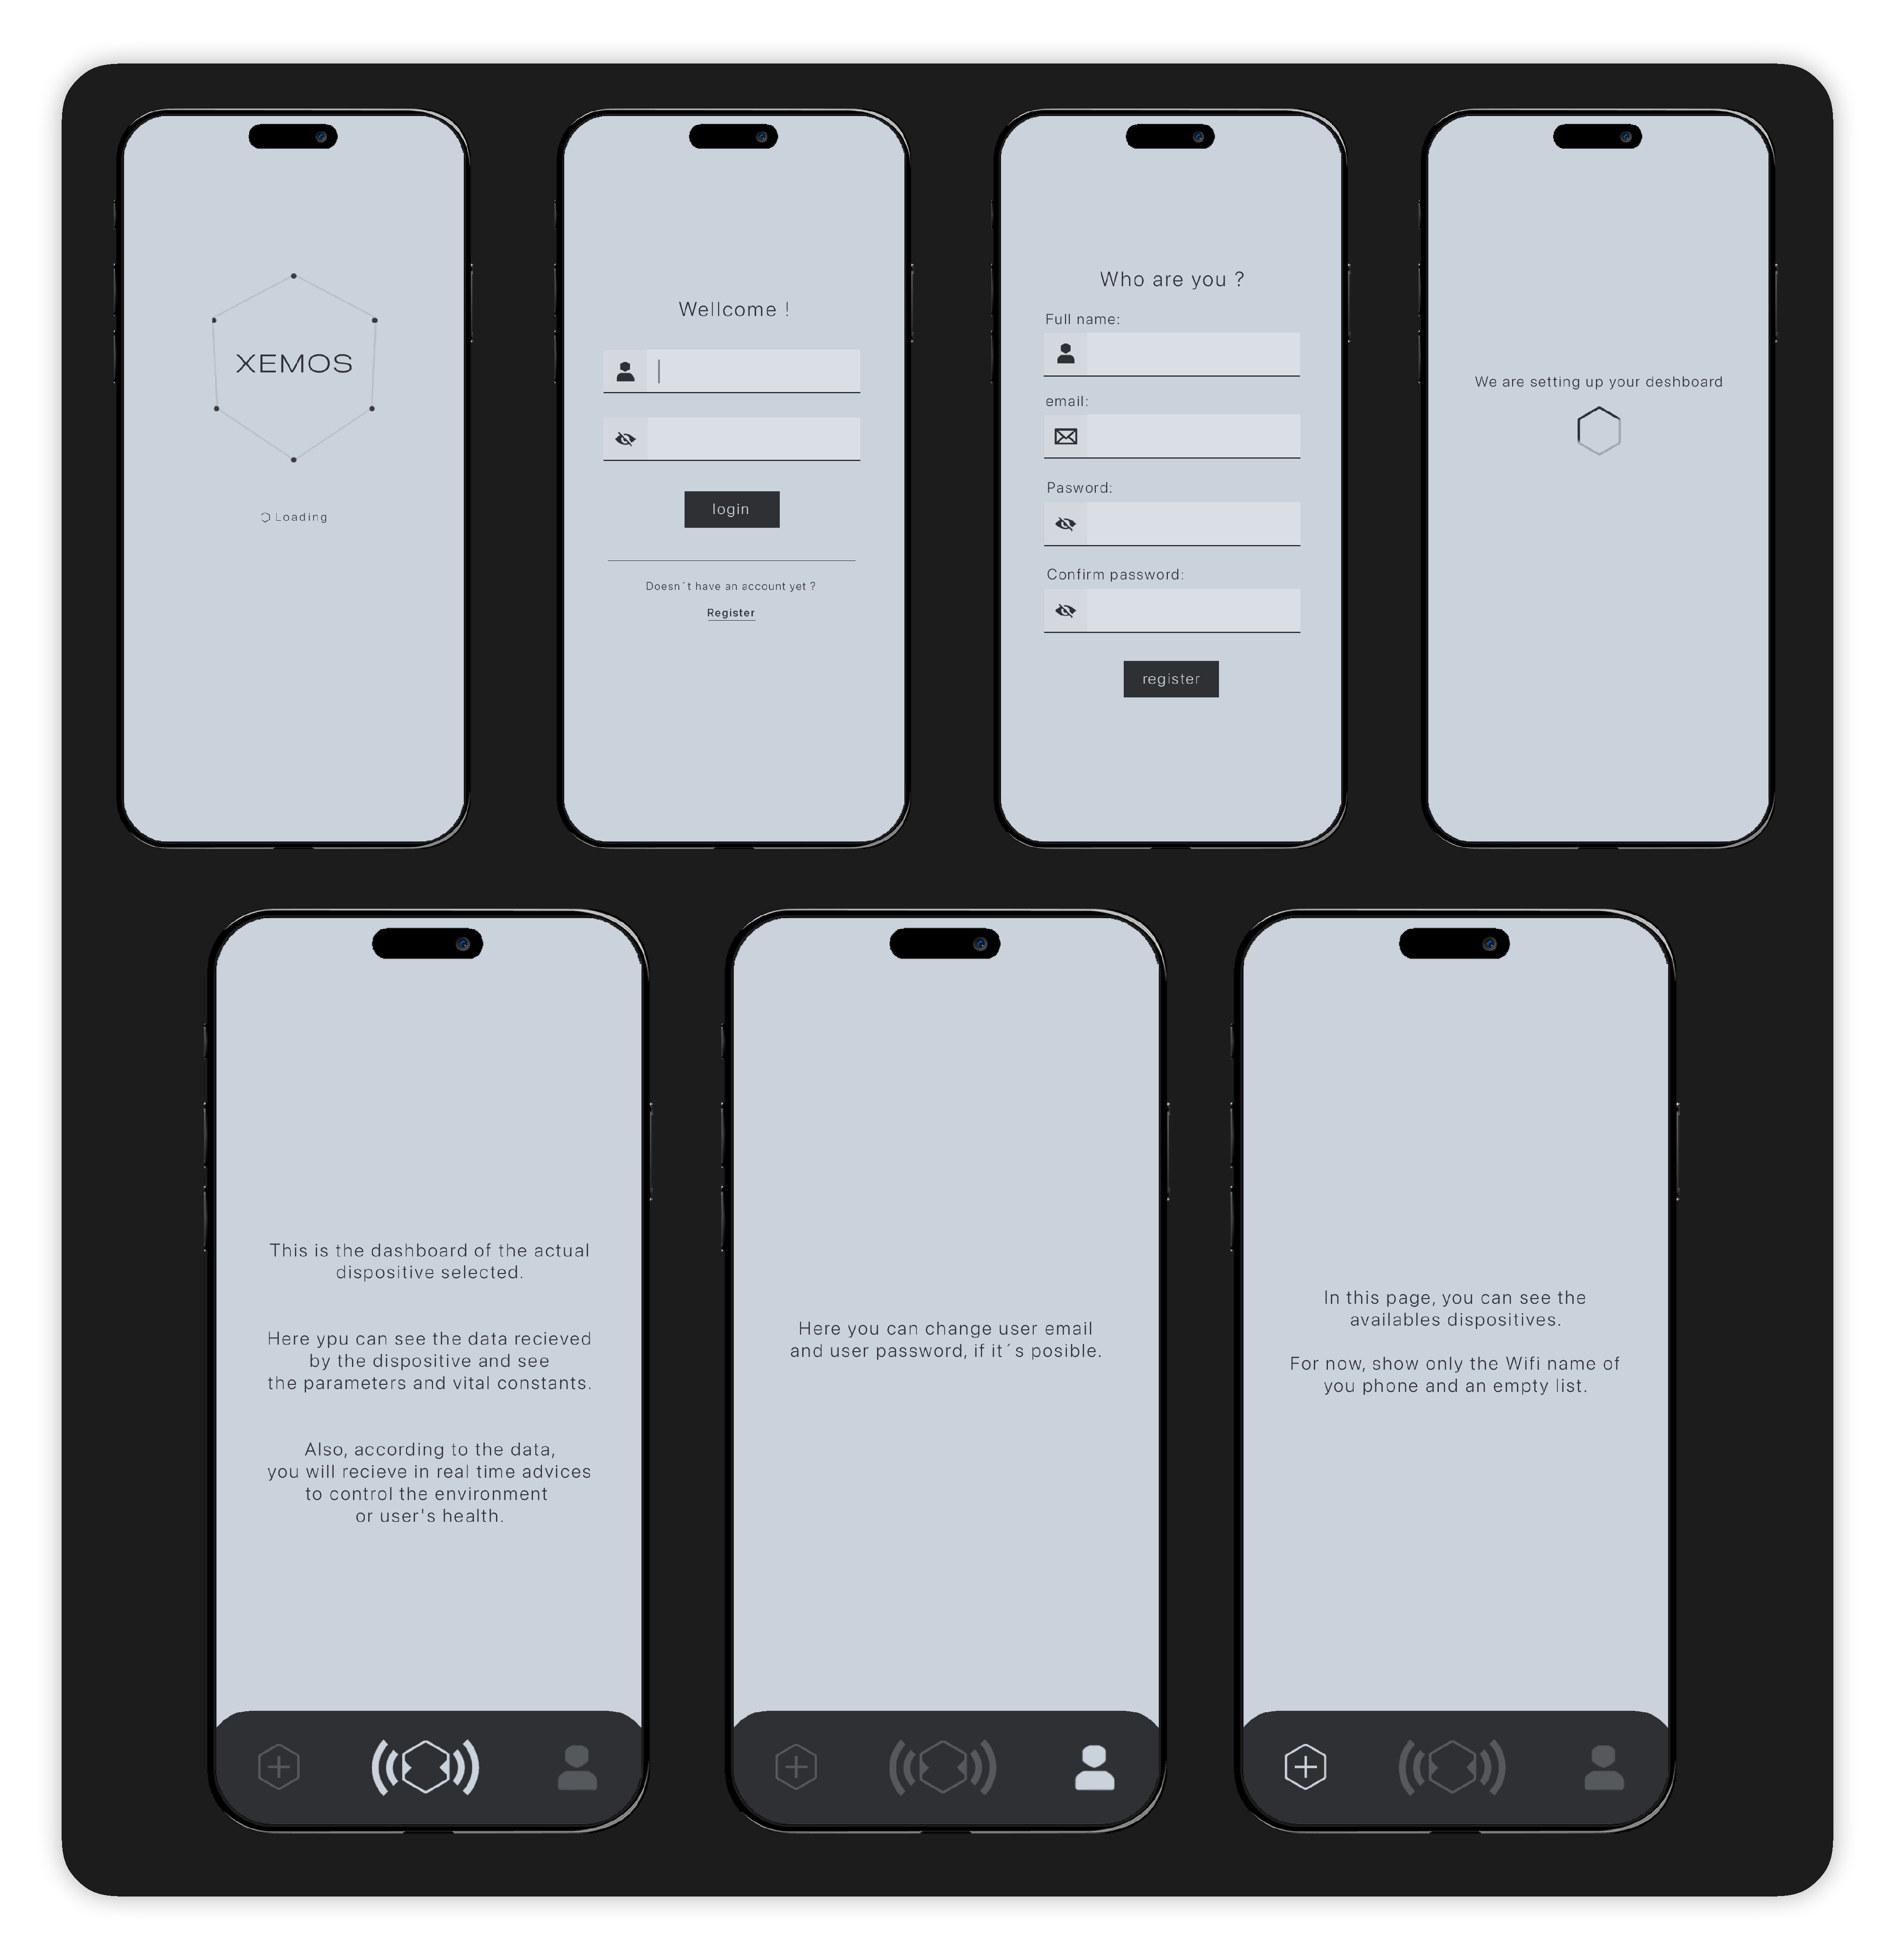 XEMOS
Loading
Wellcome !
login
Doesn´t have an account yet ?
Register
Who are you ?
Full name:
email:
Pasword:
Confirm password:
register
We are setting up your deshboard
This is the dashboard of the actual
dispositive selected.
Here ypu can see the data recieved
by the dispositive and see
the parameters and vital constants.
Also, according to the data,
you will recieve in real time advices
to control the environment
or user's health.
Here you can change user email
and user password, if it´s posible.
In this page, you can see the
availables dispositives.
For now, show only the Wifi name of
you phone and an empty list.